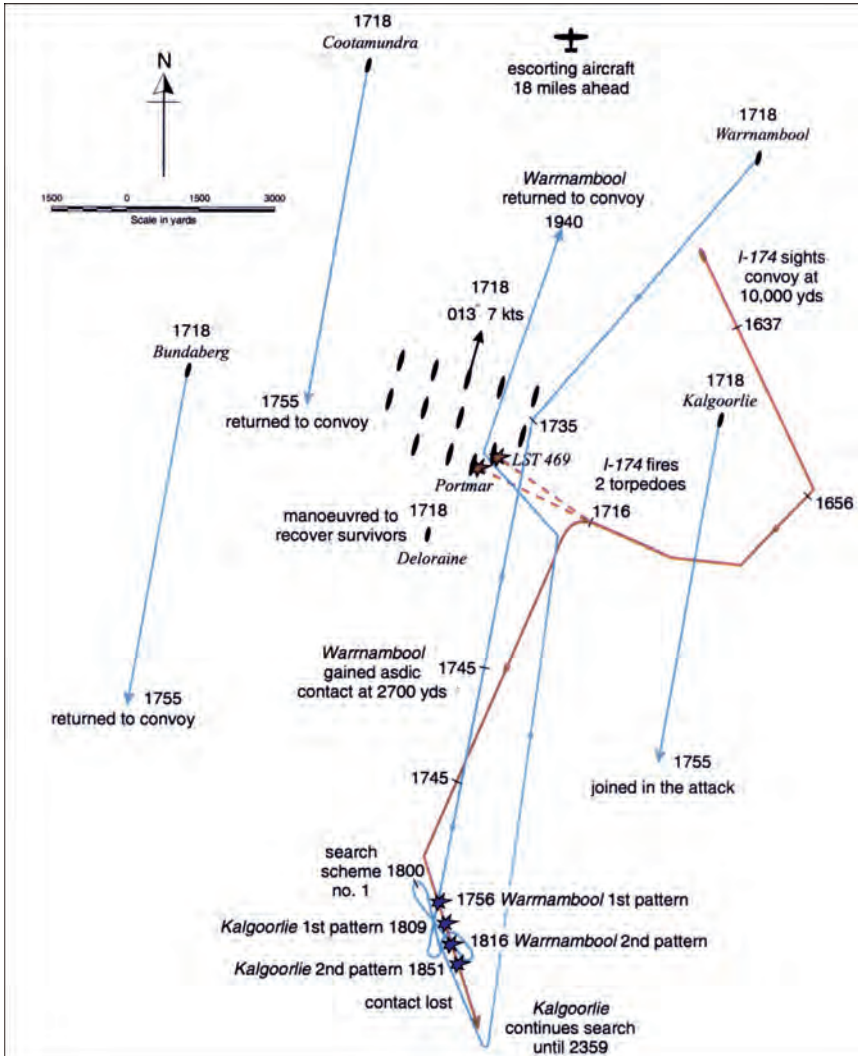 1718
Cootamundra
escorting aircraft
18 miles ahead
N
1718
Warrnambool
1500 0 1500 3000
Scale in yards
Warrnambool
returned to convoy
1940
I-174 sights
convoy at
10,000 yds
1637
1718
013° 7 kts
1718
Bundaberg
1718
Kalgoorlie
1755
returned to convoy
1735
LST 469
Portmar
I-174 fires
2 torpedoes
1656
1716
manoeuvred to
recover survivors
1718
Deloraine
Warrnambool
gained asdic
contact at 2700 yds
1745
1755
returned to convoy
1755
joined in the attack
1745
search
scheme 1800
no. 1
1756 Warrnambool 1st pattern
Kalgoorlie 1st pattern 1809
1816 Warrnambool 2nd pattern
Kalgoorlie 2nd pattern 1851
contact lost
Kalgoorlie
continues search
until 2359